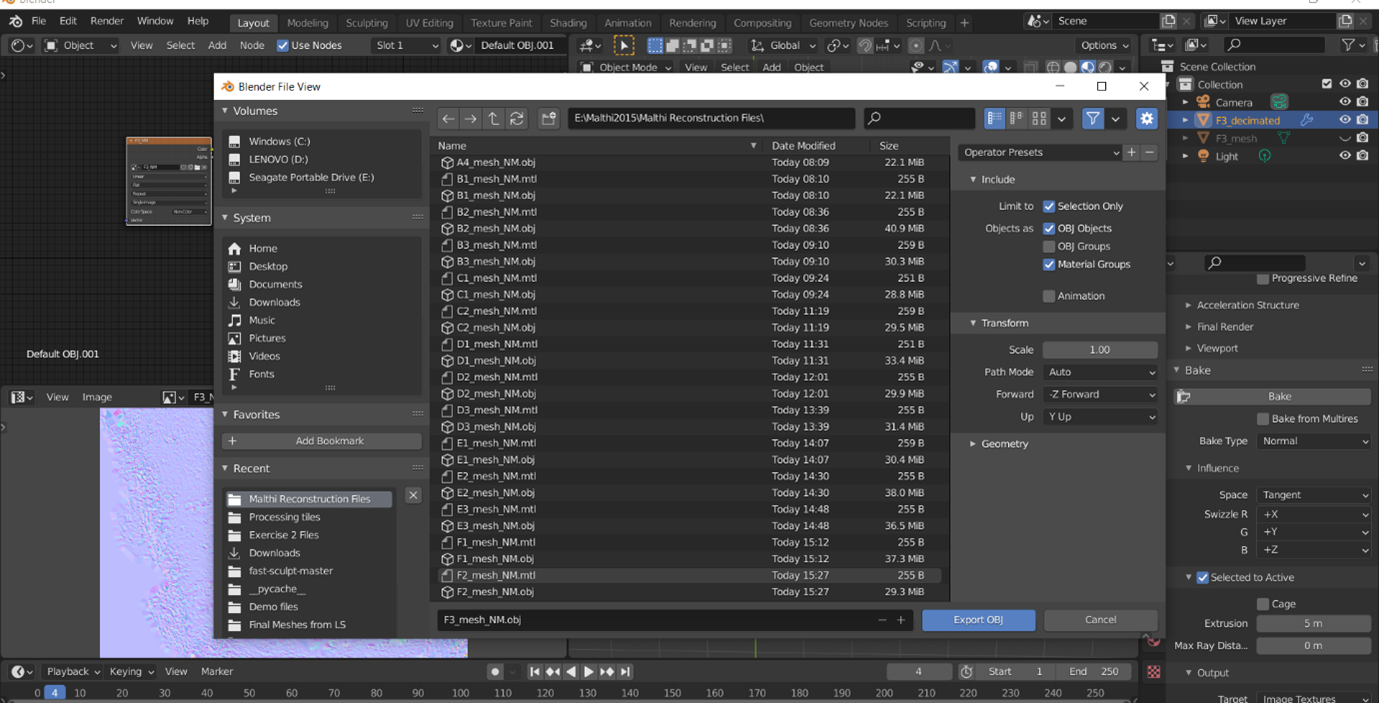 Blender
File Edit Render Window Help Layout Modeling Sculpting UV Editing Texture Paint Shading Animation Rendering Compositing Geometry Nodes Scripting + Scene View Layer
Object View Select Add Node Use Nodes Slot 1 Default OBJ.001 Global Options
Object Mode View Select Add Object
Scene Collection
Collection
Camera
F3_decimated
F3_mesh
Light
Blender File View
Volumes
Windows (C:)
LENOVO (D:)
Seagate Portable Drive (E:)
System
Home
Desktop
Documents
Downloads
Music
Pictures
Videos
Fonts
Favorites
+ Add Bookmark
Recent
Malthi Reconstruction Files
Processing tiles
Exercise 2 Files
Downloads
fast-sculpt-master
__pycache__
Demo files
Final Meshes from LS
E:\Malthi2015\Malthi Reconstruction Files\
Name Date Modified Size
A4_mesh_NM.obj Today 08:09 22.1 MiB
B1_mesh_NM.mtl Today 08:10 255 B
B1_mesh_NM.obj Today 08:10 22.1 MiB
B2_mesh_NM.mtl Today 08:36 255 B
B2_mesh_NM.obj Today 08:36 40.9 MiB
B3_mesh_NM.mtl Today 09:10 259 B
B3_mesh_NM.obj Today 09:10 30.3 MiB
C1_mesh_NM.mtl Today 09:24 251 B
C1_mesh_NM.obj Today 09:24 28.8 MiB
C2_mesh_NM.mtl Today 11:19 259 B
C2_mesh_NM.obj Today 11:19 29.5 MiB
D1_mesh_NM.mtl Today 11:31 251 B
D1_mesh_NM.obj Today 11:31 33.4 MiB
D2_mesh_NM.mtl Today 12:01 255 B
D2_mesh_NM.obj Today 12:01 29.9 MiB
D3_mesh_NM.mtl Today 13:39 255 B
D3_mesh_NM.obj Today 13:39 31.4 MiB
E1_mesh_NM.mtl Today 14:07 259 B
E1_mesh_NM.obj Today 14:07 30.4 MiB
E2_mesh_NM.mtl Today 14:30 255 B
E2_mesh_NM.obj Today 14:30 38.0 MiB
E3_mesh_NM.mtl Today 14:48 255 B
E3_mesh_NM.obj Today 14:48 36.5 MiB
F1_mesh_NM.mtl Today 15:12 255 B
F1_mesh_NM.obj Today 15:12 37.3 MiB
F2_mesh_NM.mtl Today 15:27 255 B
F2_mesh_NM.obj Today 15:27 29.3 MiB
F3_mesh_NM.obj Export OBJ Cancel
Operator Presets
Include
Limit to Selection Only
Objects as OBJ Objects
OBJ Groups
Material Groups
Animation
Transform
Scale 1.00
Path Mode Auto
Forward -Z Forward
Up Y Up
Geometry
Progressive Refine
Acceleration Structure
Final Render
Viewport
Bake
Bake
Bake from Multires
Bake Type Normal
Influence
Space Tangent
Swizzle R +X
G +Y
B +Z
Selected to Active
Cage
Extrusion 5 m
Max Ray Dista... 0 m
Output
Target Image Textures
Default OBJ.001
View Image
Playback Keying View Marker 4 Start 1 End 250
0 4 10 20 30 40 50 60 70 80 90 100 110 120 130 140 150 160 170 180 190 200 210 220 230 240 250